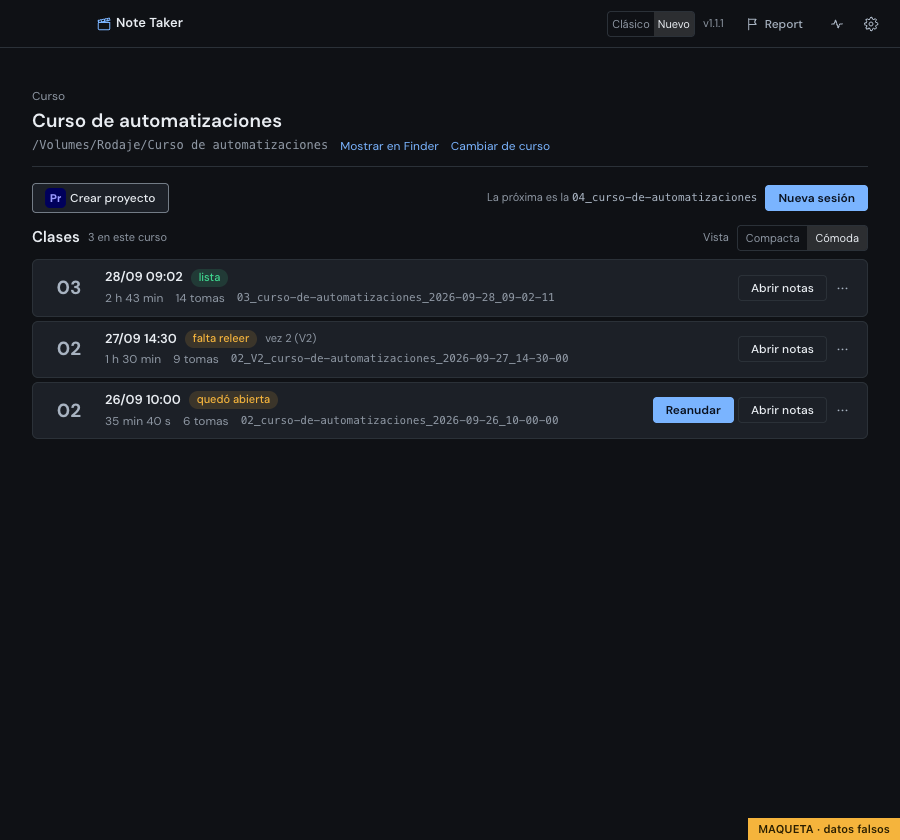 Note Taker
Clásico Nuevo v1.1.1 Report
Curso
Curso de automatizaciones
/Volumes/Rodaje/Curso de automatizaciones Mostrar en Finder Cambiar de curso
Pr Crear proyecto La próxima es la 04_curso-de-automatizaciones Nueva sesión
Clases 3 en este curso Vista Compacta Cómoda
03 28/09 09:02 lista
2 h 43 min 14 tomas 03_curso-de-automatizaciones_2026-09-28_09-02-11 Abrir notas ···
02 27/09 14:30 falta releer vez 2 (V2)
1 h 30 min 9 tomas 02_V2_curso-de-automatizaciones_2026-09-27_14-30-00 Abrir notas ···
02 26/09 10:00 quedó abierta
35 min 40 s 6 tomas 02_curso-de-automatizaciones_2026-09-26_10-00-00 Reanudar Abrir notas ···
MAQUETA · datos falsos